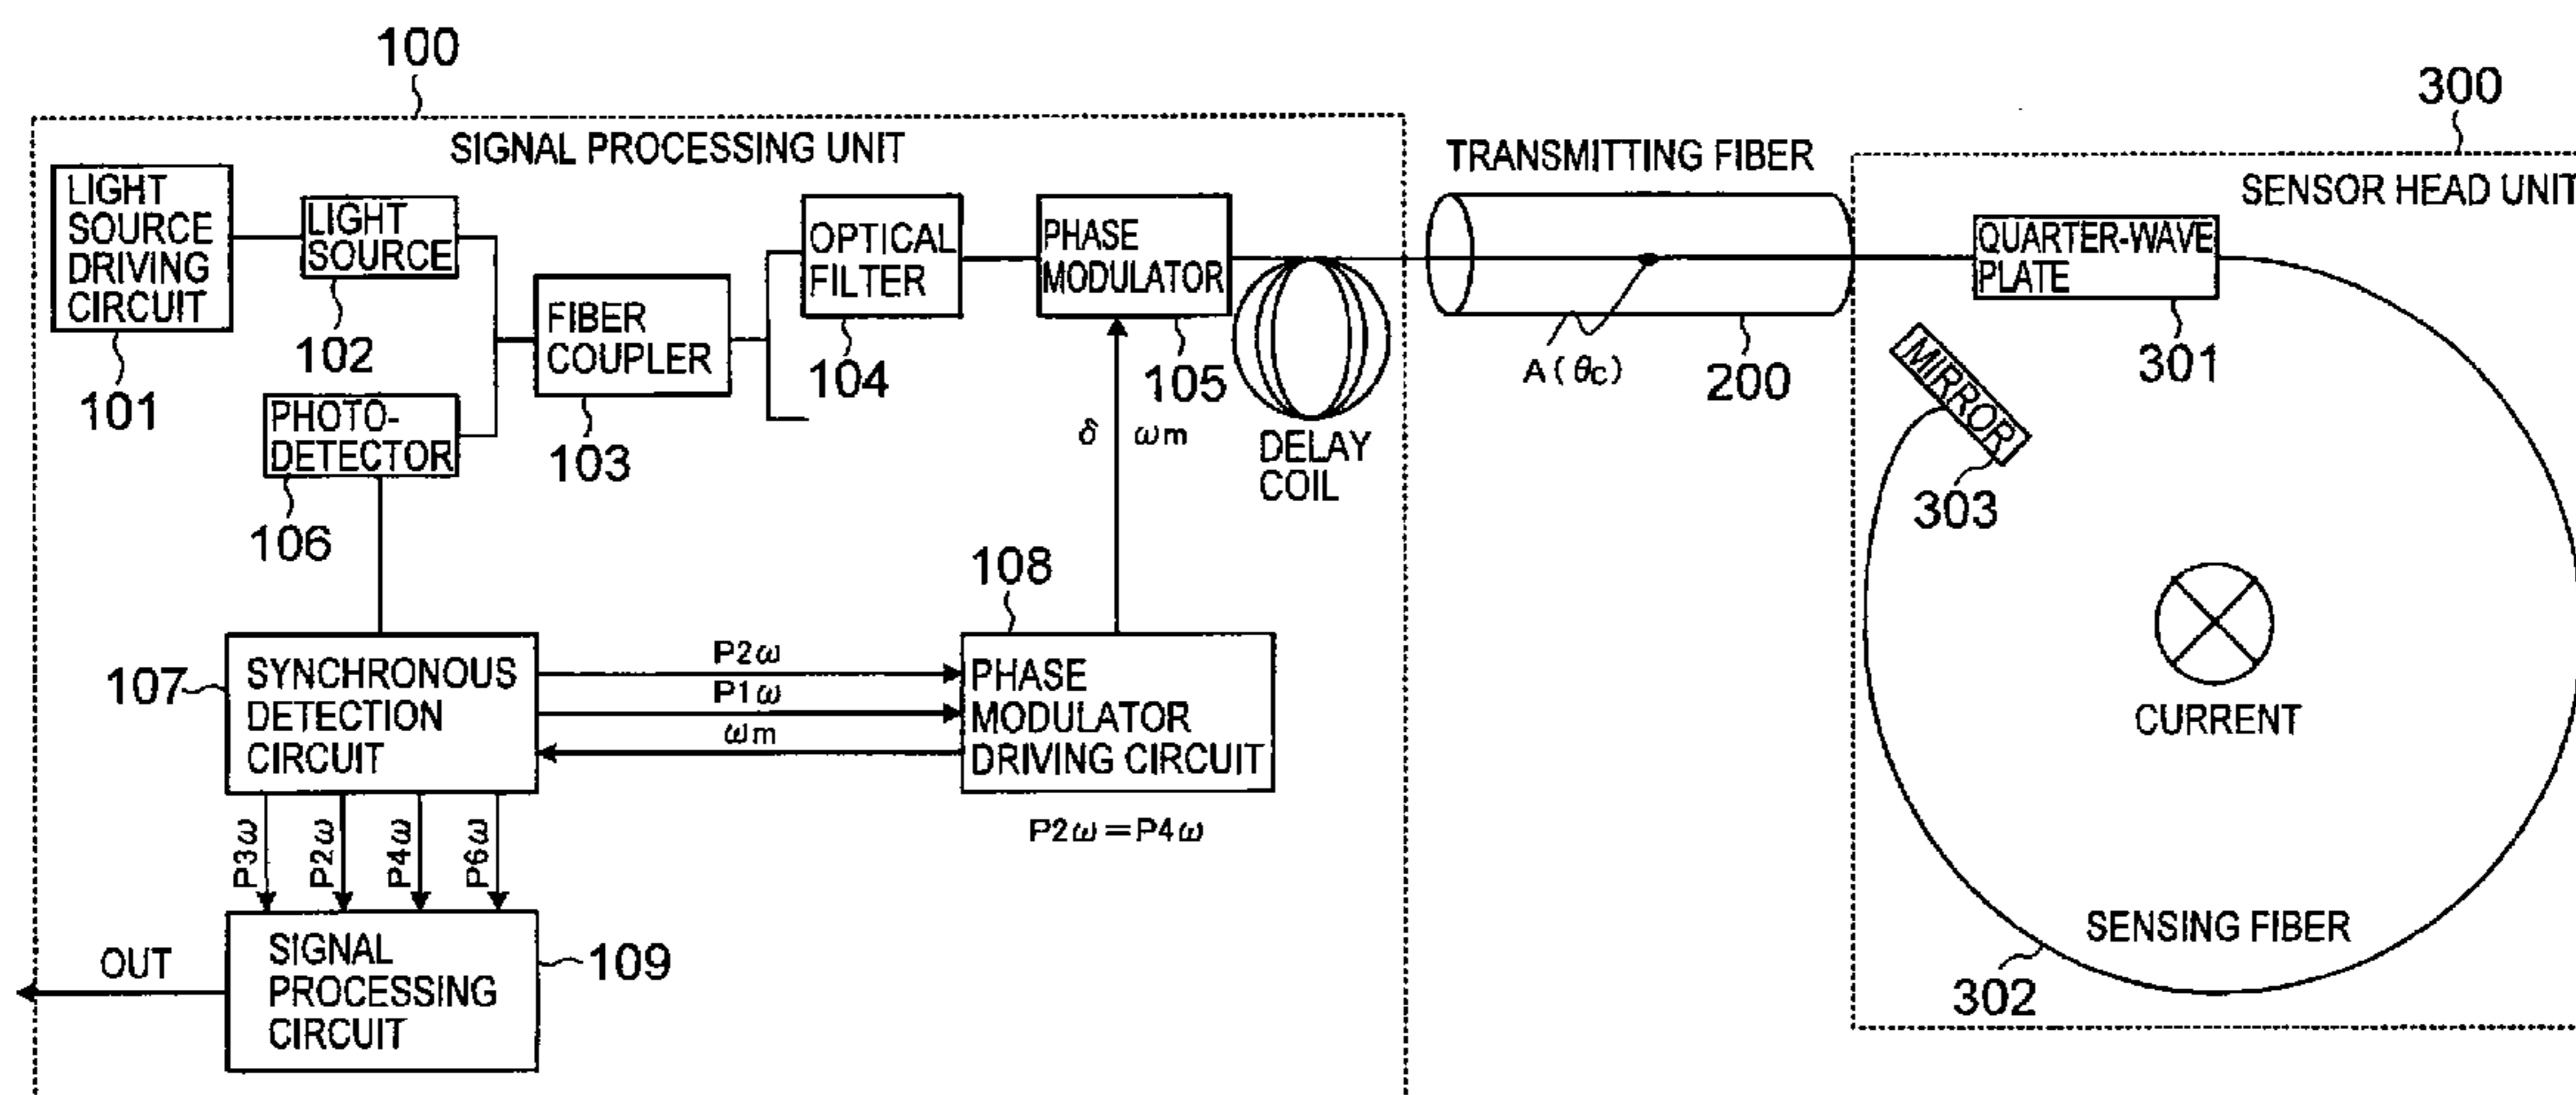 100
300
SIGNAL PROCESSING UNIT
TRANSMITTING FIBER
SENSOR HEAD UNIT
LIGHT
SOURCE
DRIVING
CIRCUIT
101
LIGHT
SOURCE
102
FIBER
COUPLER
103
OPTICAL
FILTER
104
PHASE
MODULATOR
105
δ ωm
DELAY
COIL
A(θc)
200
QUARTER-WAVE
PLATE
301
MIRROR
303
PHOTO-
DETECTOR
106
108
107
SYNCHRONOUS
DETECTION
CIRCUIT
P2ω
P1ω
ωm
PHASE
MODULATOR
DRIVING CIRCUIT
P2ω=P4ω
CURRENT
P3ω
P2ω
P4ω
P6ω
SENSING FIBER
302
OUT
SIGNAL
PROCESSING
CIRCUIT
109